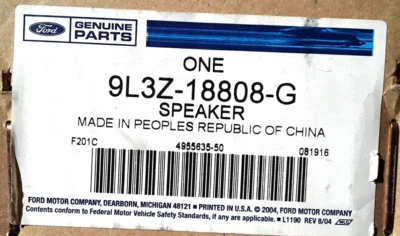 Ford
GENUINE
PARTS
ONE
9L3Z-18808-G
SPEAKER
MADE IN PEOPLES REPUBLIC OF CHINA
F201C 4955635-50 081916
FORD MOTOR COMPANY, DEARBORN, MICHIGAN 48121 ■ PRINTED IN U.S.A. © 2004, FORD MOTOR COMPANY
Contents conform to Federal Motor Vehicle Safety Standards, if any are applicable. ■ L1190 REV 8/04